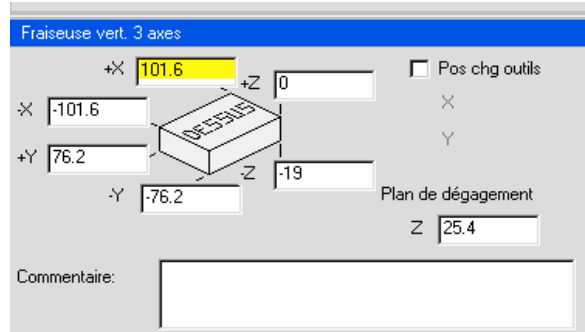 Fraiseuse vert. 3 axes
+X 101.6 +Z 0 Pos chg outils
-X -101.6 X
DESSUS
+Y 76.2 Y
-Y -76.2 -Z -19 Plan de dégagement
Z 25.4
Commentaire: